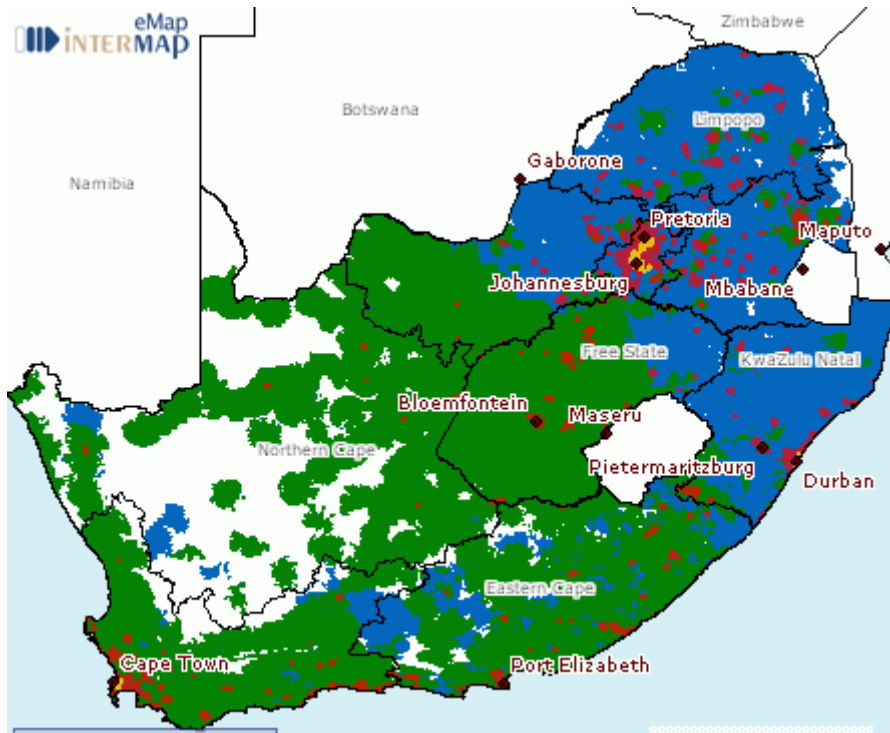 eMap
INTERMAP
Zimbabwe
Botswana
Limpopo
Gaborone
Namibia
Pretoria
Maputo
Johannesburg
Mbabane
Free State
KwaZulu Natal
Bloemfontein
Maseru
Northern Cape
Pietermaritzburg
Durban
Eastern Cape
Cape Town
Port Elizabeth